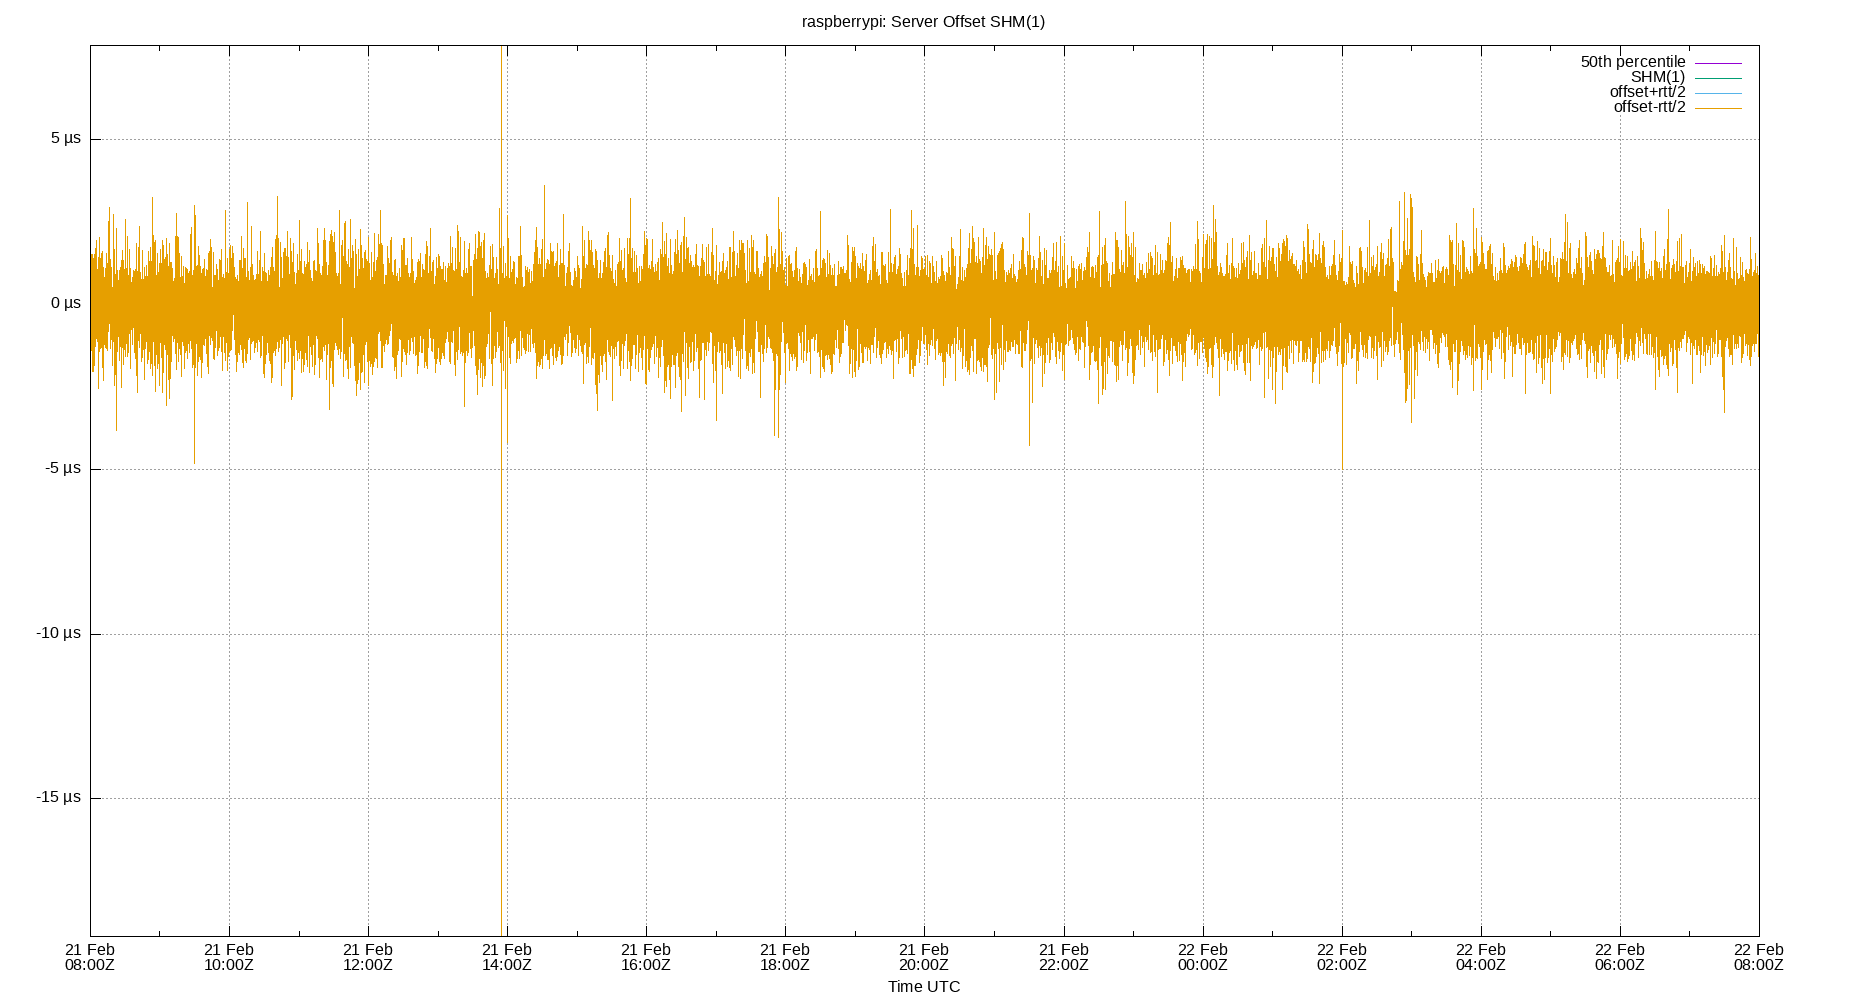 raspberrypi: Server Offset SHM(1)
50th percentile
SHM(1)
offset+rtt/2
offset-rtt/2
5 µs
0 µs
-5 µs
-10 µs
-15 µs
21 Feb 21 Feb 21 Feb 21 Feb 21 Feb 21 Feb 21 Feb 21 Feb 22 Feb 22 Feb 22 Feb 22 Feb 22 Feb
08:00Z 10:00Z 12:00Z 14:00Z 16:00Z 18:00Z 20:00Z 22:00Z 00:00Z 02:00Z 04:00Z 06:00Z 08:00Z
Time UTC